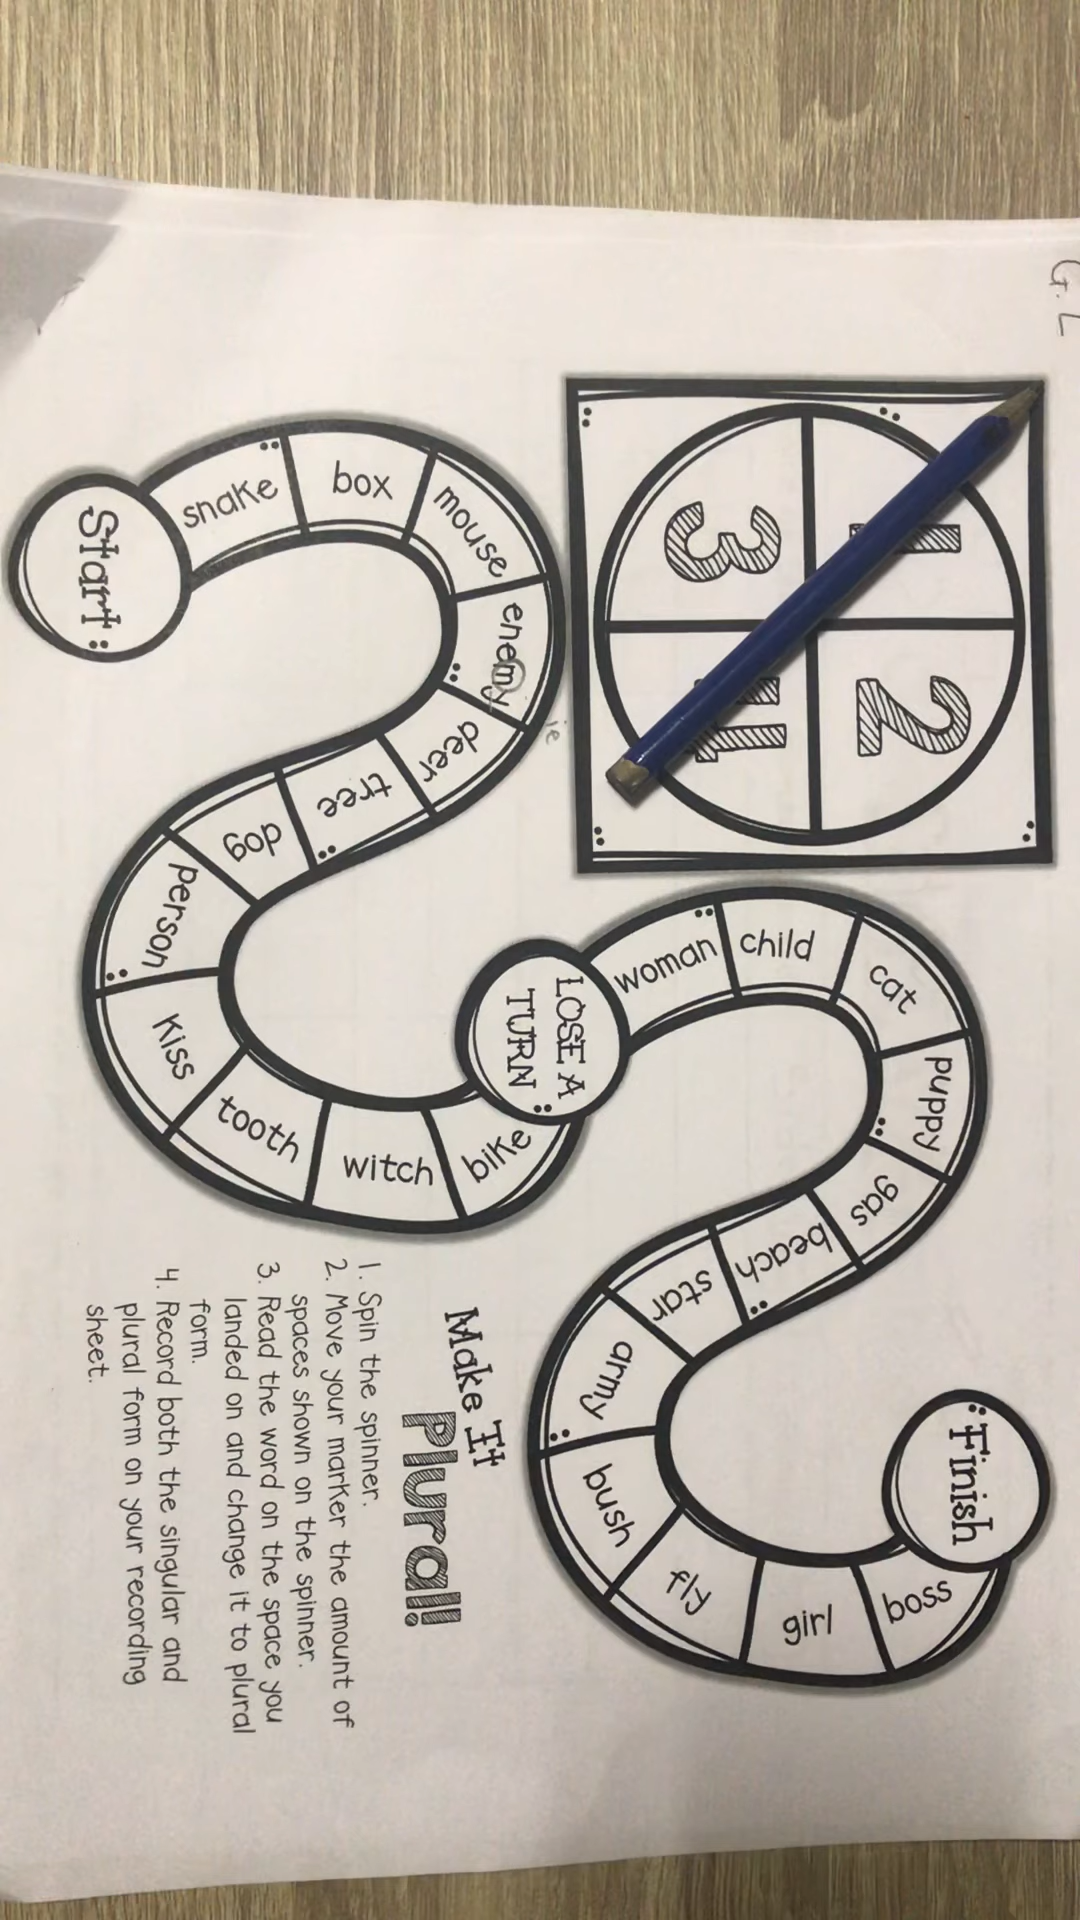 G. L
1
2
3
4
Start
snake
box
mouse
enemy
ie
deer
tree
dog
person
kiss
tooth
witch
bike
LOSE A
TURN
woman
child
cat
puppy
gas
beach
star
army
bush
fly
girl
boss
Finish
Make It
Plural!
1. Spin the spinner.
2. Move your marker the amount of
spaces shown on the spinner.
3. Read the word on the space you
landed on and change it to plural
form.
4. Record both the singular and
plural form on your recording
sheet.